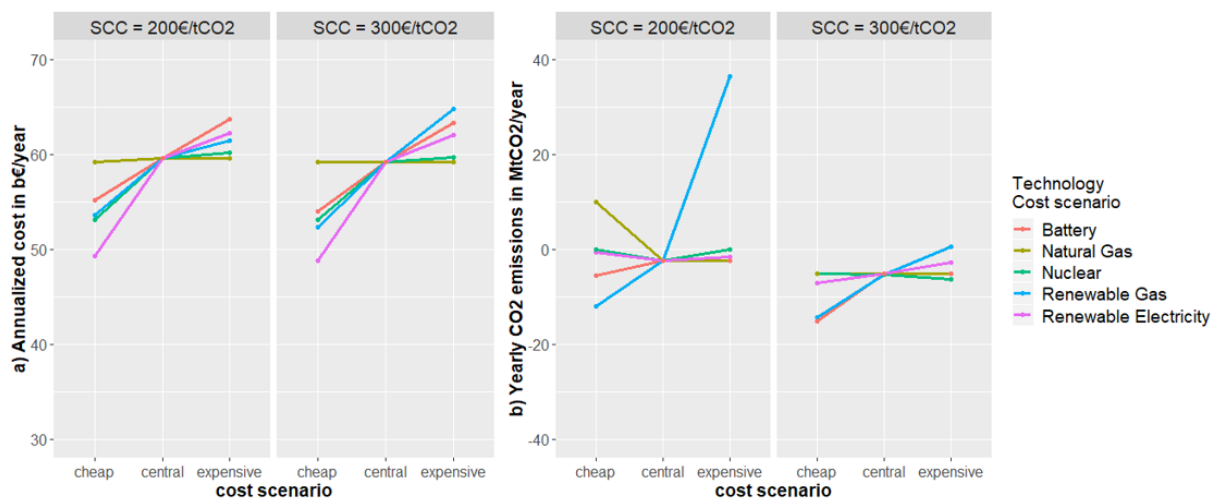 SCC = 200€/tCO2
SCC = 300€/tCO2
a) Annualized cost in b€/year
70
60
50
40
30
cheap
central
expensive
cheap
central
expensive
cost scenario
SCC = 200€/tCO2
SCC = 300€/tCO2
b) Yearly CO2 emissions in MtCO2/year
40
20
0
-20
-40
cheap
central
expensive
cheap
central
expensive
cost scenario
Technology
Cost scenario
Battery
Natural Gas
Nuclear
Renewable Gas
Renewable Electricity